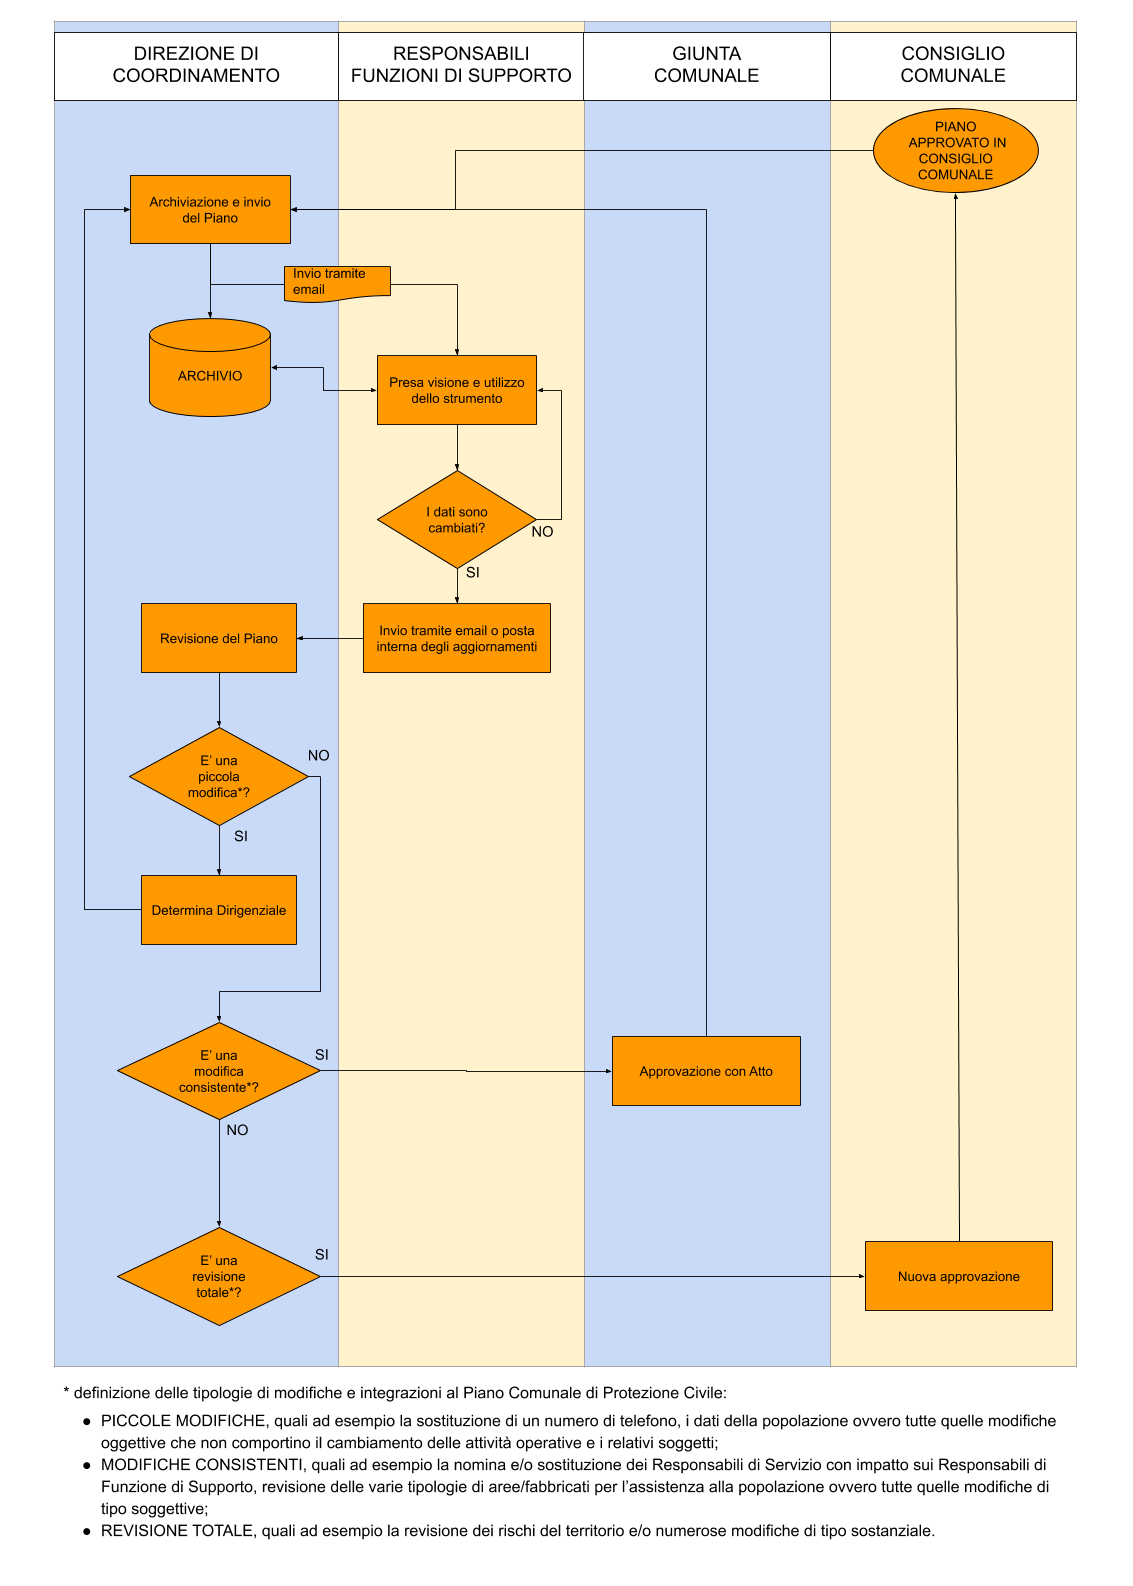 DIREZIONE DI
COORDINAMENTO
RESPONSABILI
FUNZIONI DI SUPPORTO
GIUNTA
COMUNALE
CONSIGLIO
COMUNALE
PIANO
APPROVATO IN
CONSIGLIO
COMUNALE
Archiviazione e invio
del Piano
Invio tramite
email
ARCHIVIO
Presa visione e utilizzo
dello strumento
I dati sono
cambiati?
NO
SI
Revisione del Piano
Invio tramite email o posta
interna degli aggiornamenti
E' una
piccola
modifica*?
NO
SI
Determina Dirigenziale
E' una
modifica
consistente*?
SI
NO
Approvazione con Atto
E' una
revisione
totale*?
SI
Nuova approvazione
* definizione delle tipologie di modifiche e integrazioni al Piano Comunale di Protezione Civile:
● PICCOLE MODIFICHE, quali ad esempio la sostituzione di un numero di telefono, i dati della popolazione ovvero tutte quelle modifiche
oggettive che non comportino il cambiamento delle attività operative e i relativi soggetti;
● MODIFICHE CONSISTENTI, quali ad esempio la nomina e/o sostituzione dei Responsabili di Servizio con impatto sui Responsabili di
Funzione di Supporto, revisione delle varie tipologie di aree/fabbricati per l'assistenza alla popolazione ovvero tutte quelle modifiche di
tipo soggettive;
● REVISIONE TOTALE, quali ad esempio la revisione dei rischi del territorio e/o numerose modifiche di tipo sostanziale.